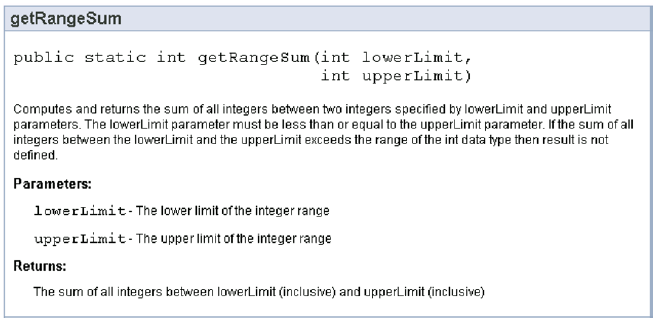 getRangeSum
public static int getRangeSum(int lowerLimit,
int upperLimit)
Computes and returns the sum of all integers between two integers specified by lowerLimit and upperLimit
parameters. The lowerLimit parameter must be less than or equal to the upperLimit parameter. If the sum of all
integers between the lowerLimit and the upperLimit exceeds the range of the int data type then result is not
defined.
Parameters:
lowerLimit - The lower limit of the integer range
upperLimit - The upper limit of the integer range
Returns:
The sum of all integers between lowerLimit (inclusive) and upperLimit (inclusive)